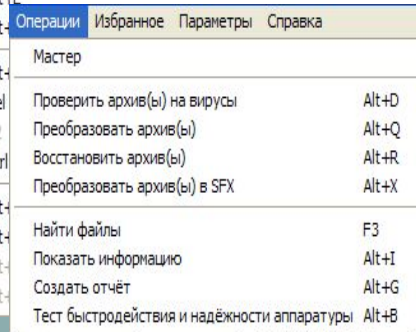 Операции Избранное Параметры Справка
Мастер
Проверить архив(ы) на вирусы Alt+D
Преобразовать архив(ы) Alt+Q
Восстановить архив(ы) Alt+R
Преобразовать архив(ы) в SFX Alt+X
Найти файлы F3
Показать информацию Alt+I
Создать отчёт Alt+G
Тест быстродействия и надёжности аппаратуры Alt+B